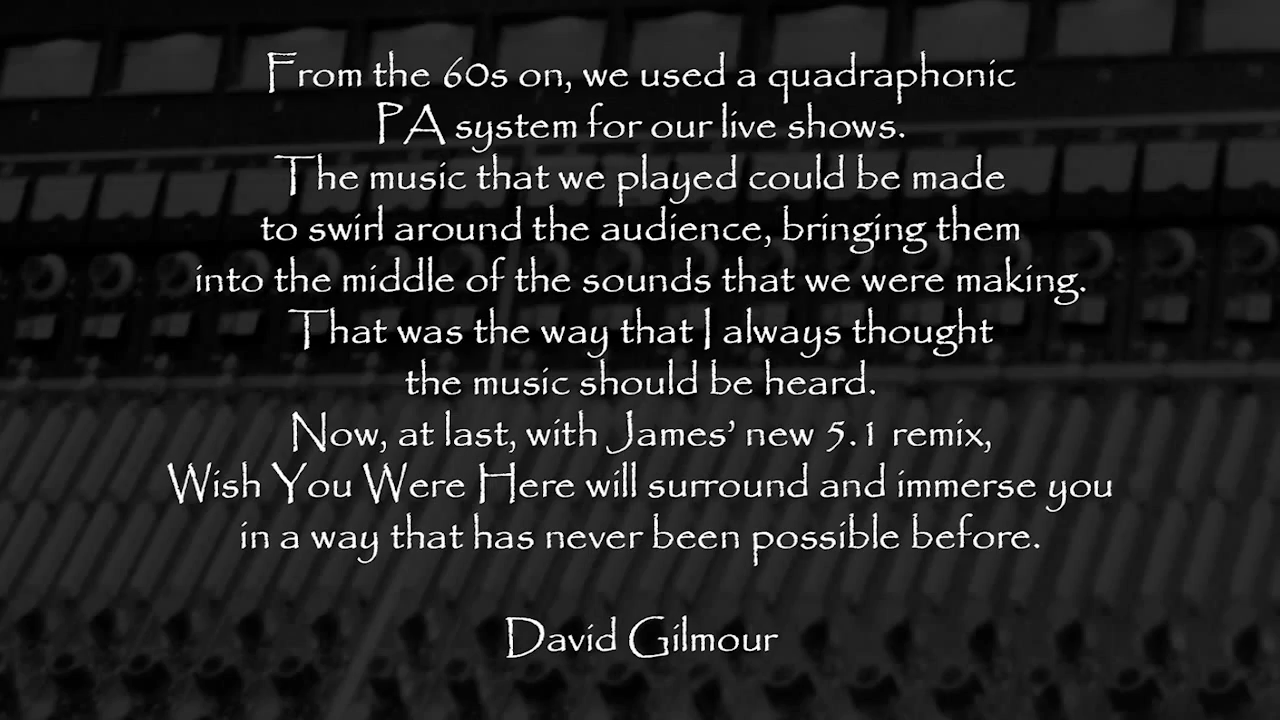 From the 60s on, we used a quadraphonic
PA system for our live shows.
The music that we played could be made
to swirl around the audience, bringing them
into the middle of the sounds that we were making.
That was the way that I always thought
the music should be heard.
Now, at last, with James’ new 5.1 remix,
Wish You Were Here will surround and immerse you
in a way that has never been possible before.
David Gilmour